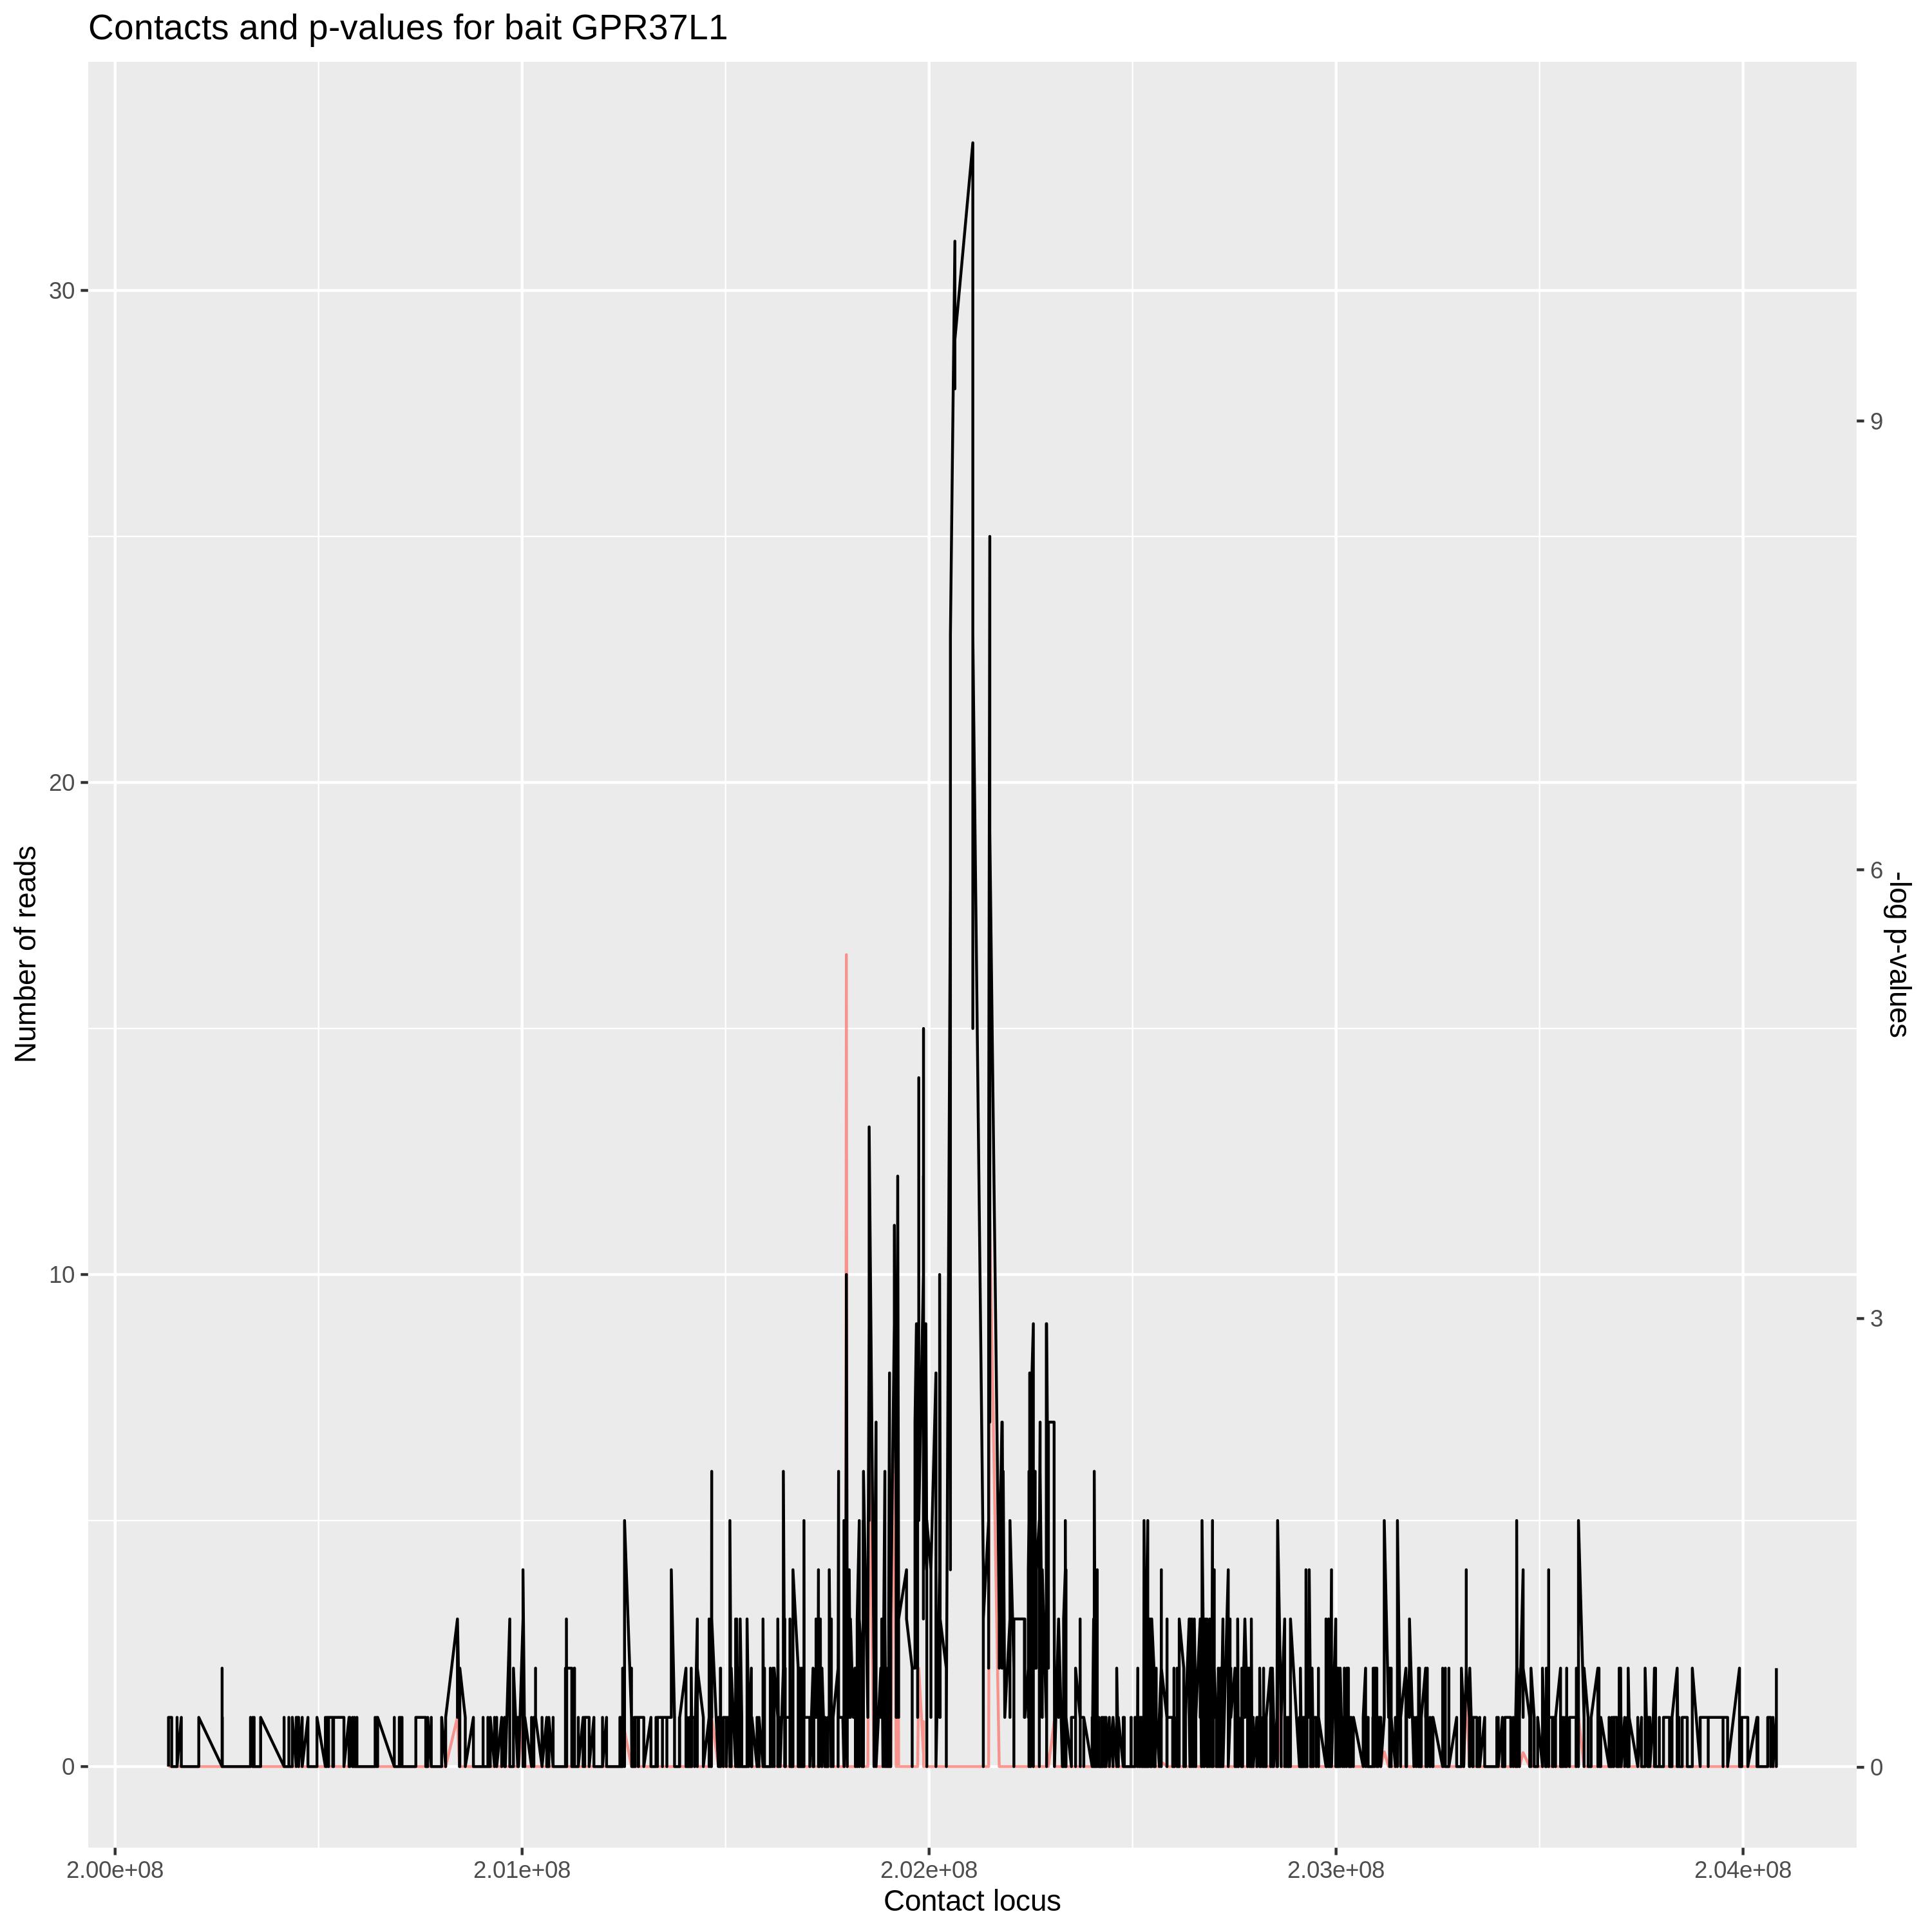 Contacts and p-values for bait GPR37L1
30
20
10
0
Number of reads
9
6
3
0
-log p-values
2.00e+08
2.01e+08
2.02e+08
2.03e+08
2.04e+08
Contact locus